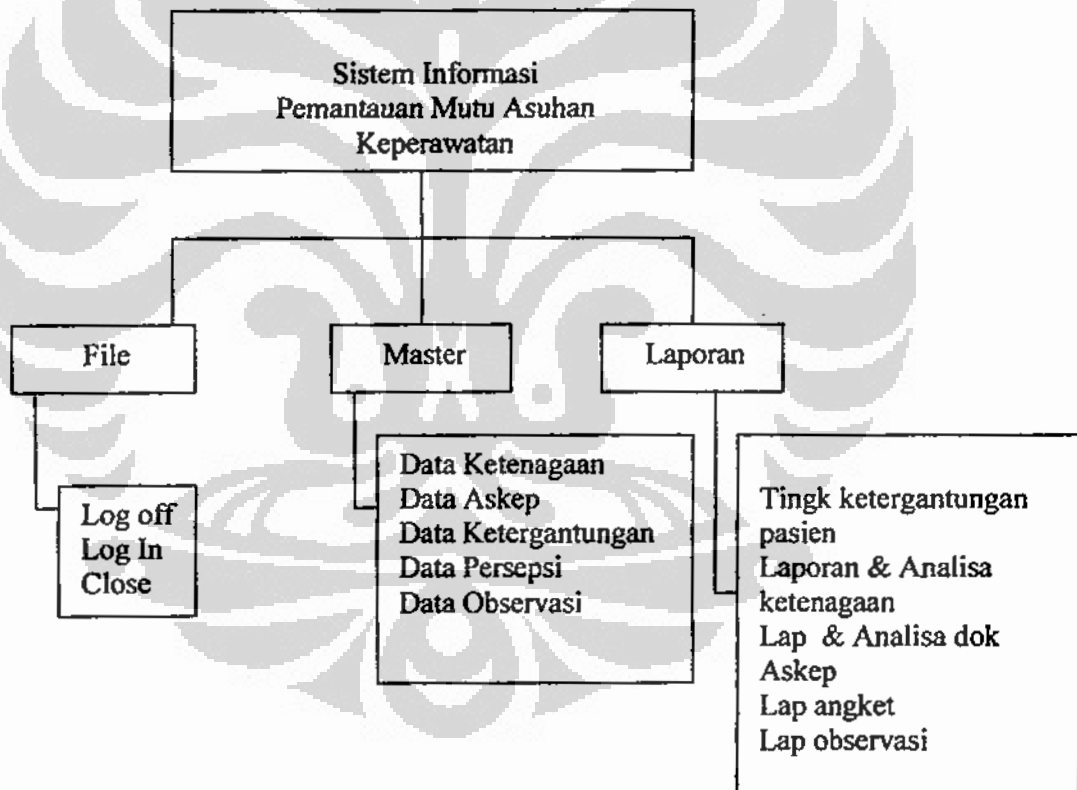 Sistem Informasi
Pemantauan Mutu Asuhan
Keperawatan
File
Master
Laporan
Log off
Log In
Close
Data Ketenagaan
Data Askep
Data Ketergantungan
Data Persepsi
Data Observasi
Tingk ketergantungan
pasien
Laporan & Analisa
ketenagaan
Lap & Analisa dok
Askep
Lap angket
Lap observasi